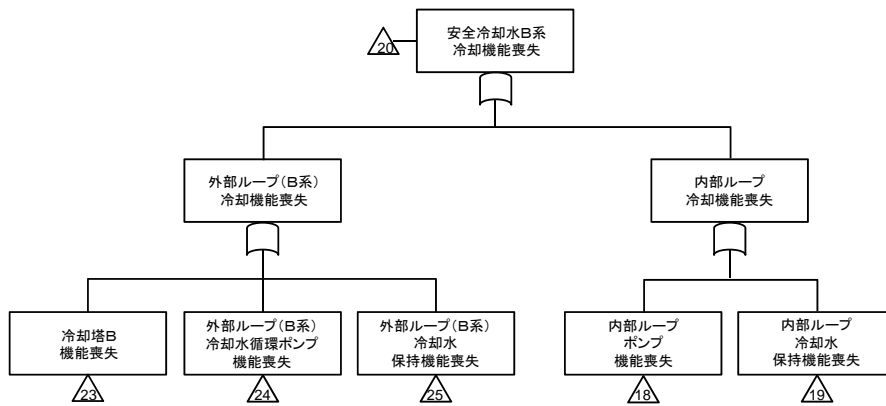 安全冷却水B系
冷却機能喪失
20
外部ループ(B系)
冷却機能喪失
内部ループ
冷却機能喪失
冷却塔B
機能喪失
外部ループ(B系)
冷却水循環ポンプ
機能喪失
外部ループ(B系)
冷却水
保持機能喪失
内部ループ
ポンプ
機能喪失
内部ループ
冷却水
保持機能喪失
23
24
25
18
19